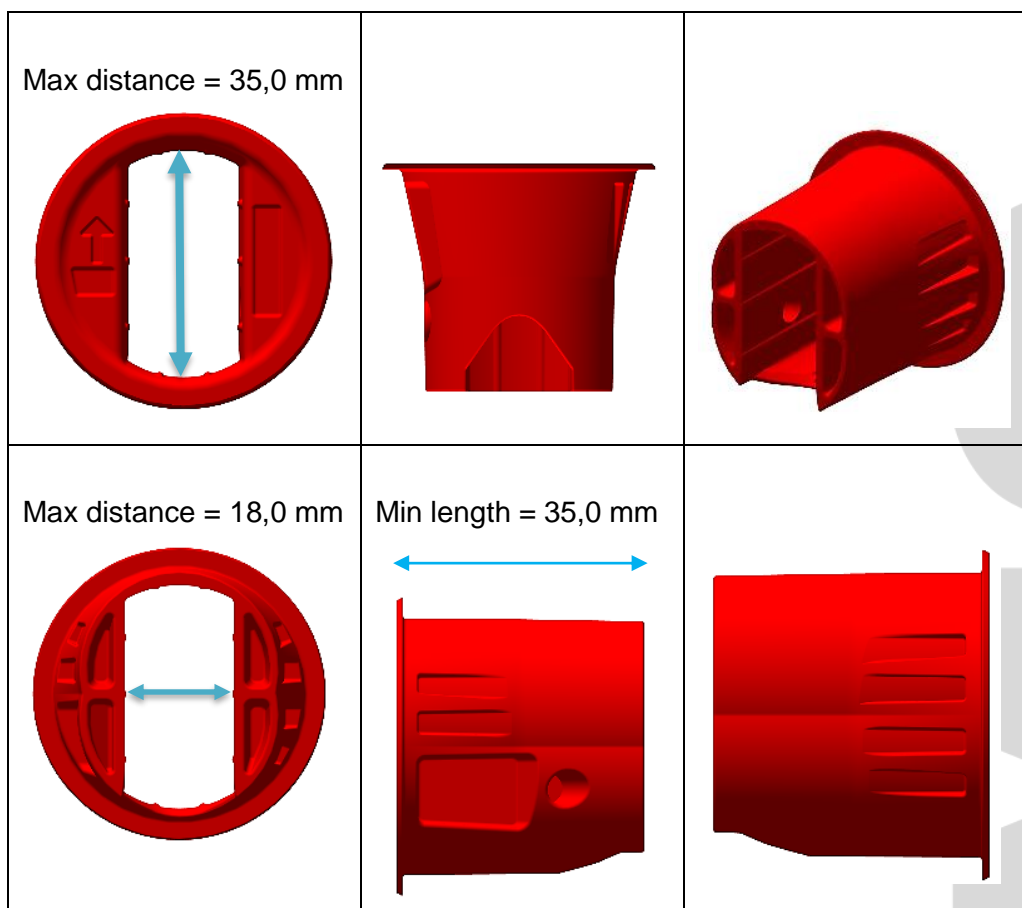 Max distance = 35,0 mm
Max distance = 18,0 mm
Min length = 35,0 mm